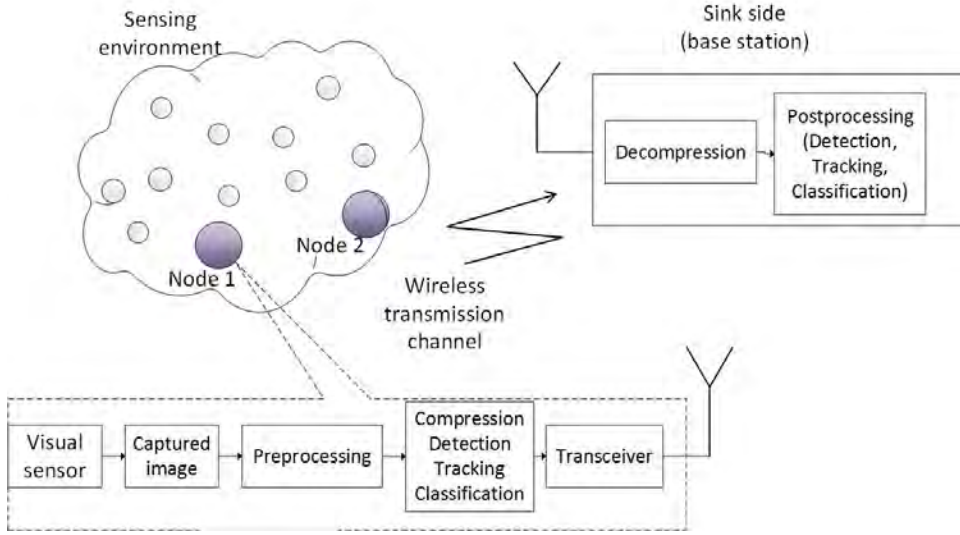 Sensing
environment
Sink side
(base station)
Decompression
Postprocessing
(Detection,
Tracking,
Classification)
Node 1
Node 2
Wireless
transmission
channel
Visual
sensor
Captured
image
Preprocessing
Compression
Detection
Tracking
Classification
Transceiver